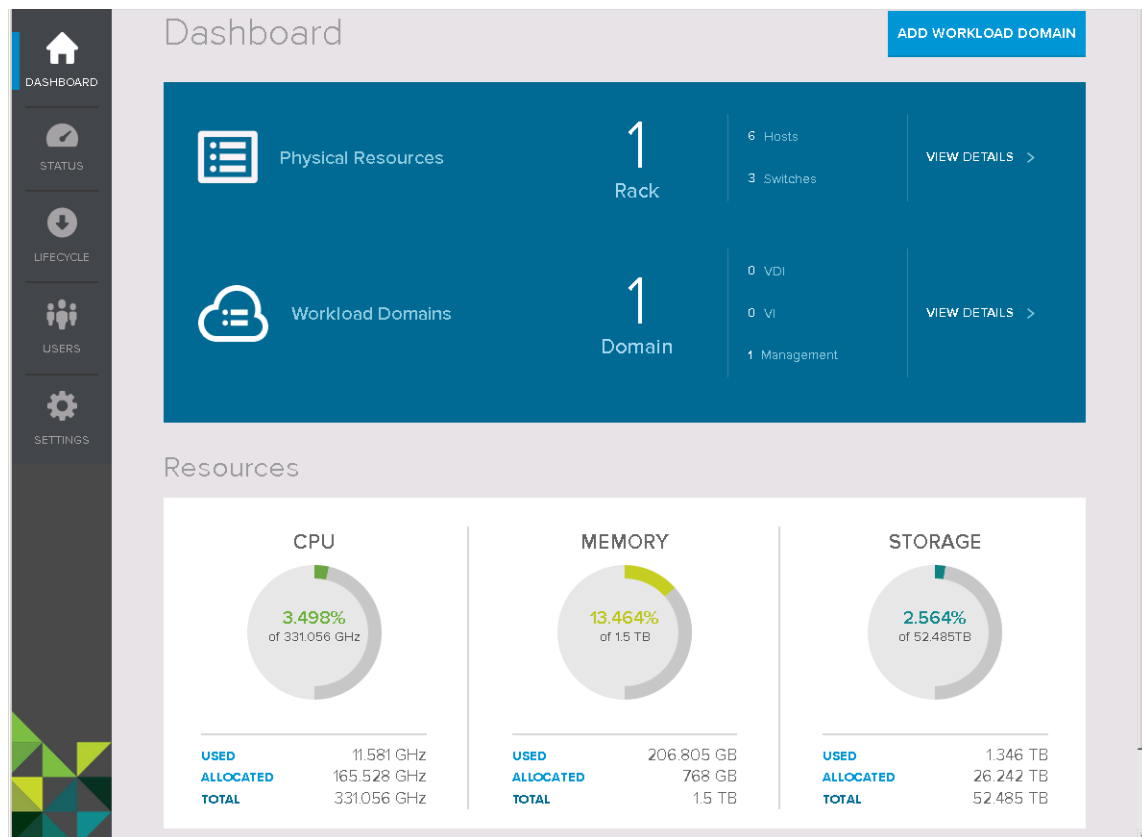 DASHBOARD
STATUS
LIFECYCLE
USERS
SETTINGS
Dashboard
ADD WORKLOAD DOMAIN
Physical Resources
1
Rack
6 Hosts
3 Switches
VIEW DETAILS >
Workload Domains
1
Domain
0 VDI
0 VI
1 Management
VIEW DETAILS >
Resources
CPU
3.498%
of 331.056 GHz
USED 11.581 GHz
ALLOCATED 165.528 GHz
TOTAL 331.056 GHz
MEMORY
13.464%
of 1.5 TB
USED 206.805 GB
ALLOCATED 768 GB
TOTAL 1.5 TB
STORAGE
2.564%
of 52.485TB
USED 1.346 TB
ALLOCATED 26.242 TB
TOTAL 52.485 TB